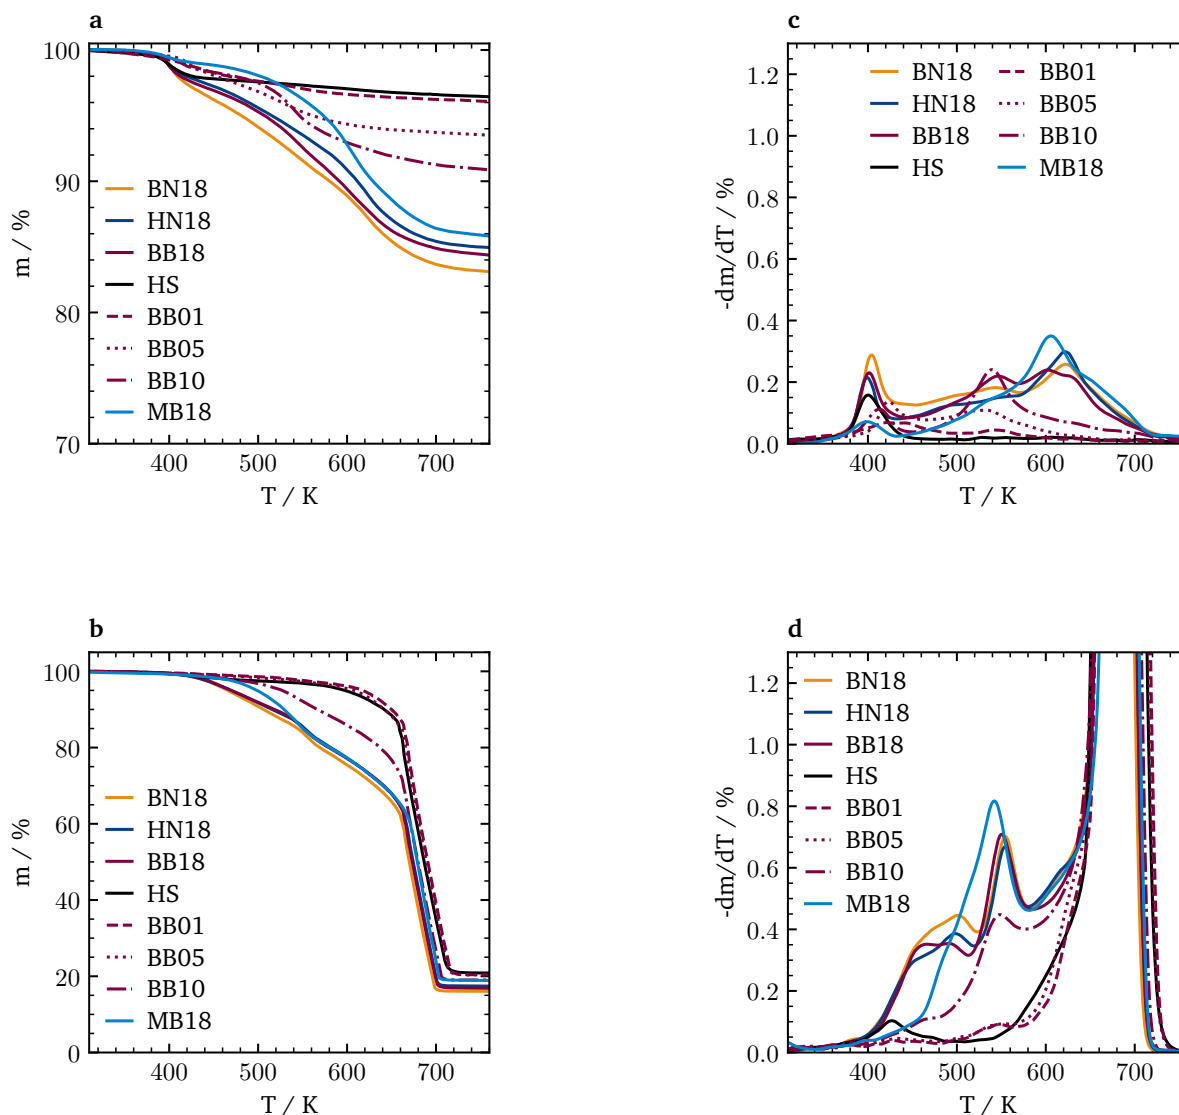 a
100
90
80
70
m / %
BN18
HN18
BB18
HS
BB01
BB05
BB10
MB18
400 500 600 700
T / K
c
1.2
1.0
0.8
0.6
0.4
0.2
0.0
-dm/dT / %
BN18 BB01
HN18 BB05
BB18 BB10
HS MB18
400 500 600 700
T / K
b
100
80
60
40
20
0
m / %
BN18
HN18
BB18
HS
BB01
BB05
BB10
MB18
400 500 600 700
T / K
d
1.2
1.0
0.8
0.6
0.4
0.2
0.0
-dm/dT / %
BN18
HN18
BB18
HS
BB01
BB05
BB10
MB18
400 500 600 700
T / K